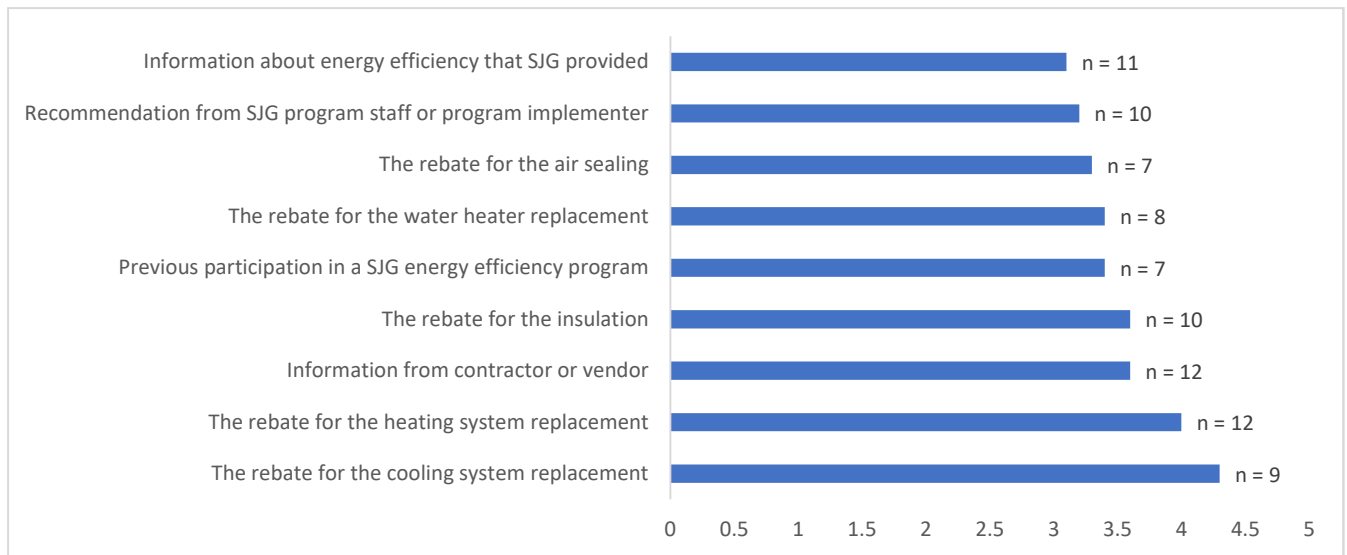 Information about energy efficiency that SJG provided n = 11
Recommendation from SJG program staff or program implementer n = 10
The rebate for the air sealing n = 7
The rebate for the water heater replacement n = 8
Previous participation in a SJG energy efficiency program n = 7
The rebate for the insulation n = 10
Information from contractor or vendor n = 12
The rebate for the heating system replacement n = 12
The rebate for the cooling system replacement n = 9
0 0.5 1 1.5 2 2.5 3 3.5 4 4.5 5